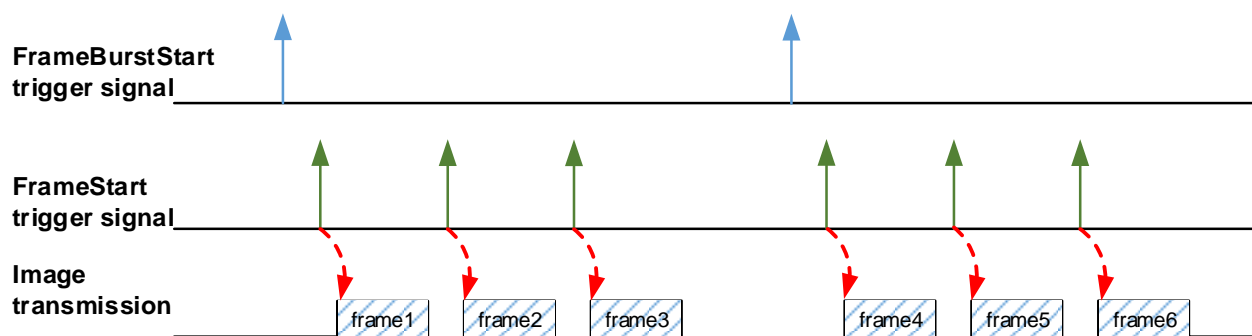 FrameBurstStart
trigger signal
FrameStart
trigger signal
Image
transmission
frame1 frame2 frame3 frame4 frame5 frame6